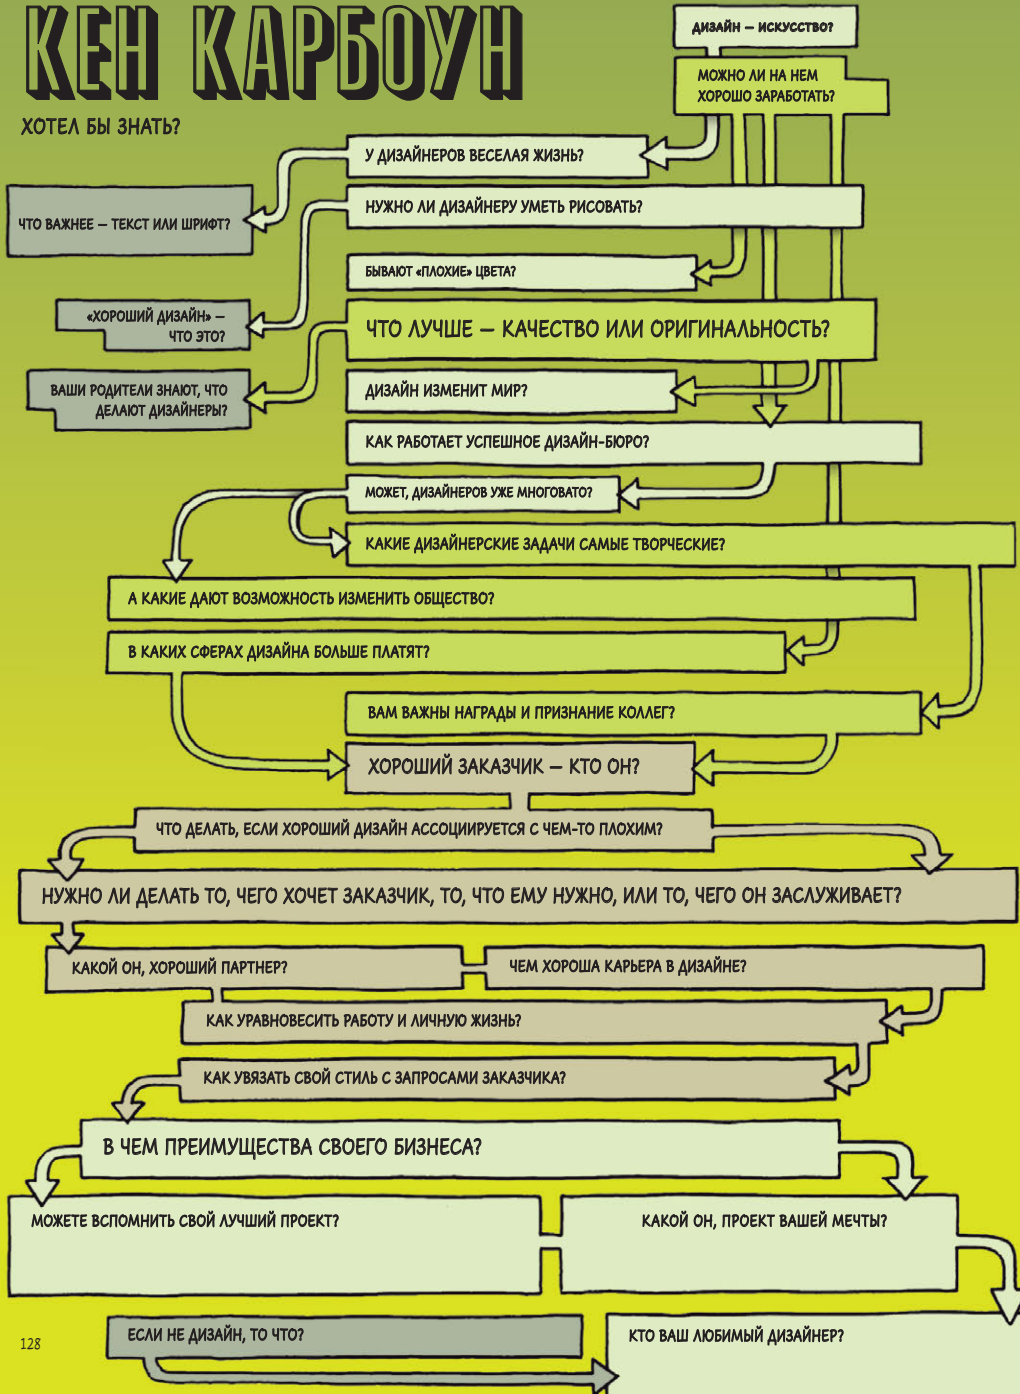 КЕН КАРБОУН
ХОТЕЛ БЫ ЗНАТЬ?
ДИЗАЙН – ИСКУССТВО?
МОЖНО ЛИ НА НЕМ
ХОРОШО ЗАРАБОТАТЬ?
У ДИЗАЙНЕРОВ ВЕСЕЛАЯ ЖИЗНЬ?
ЧТО ВАЖНЕЕ – ТЕКСТ ИЛИ ШРИФТ?
НУЖНО ЛИ ДИЗАЙНЕРУ УМЕТЬ РИСОВАТЬ?
БЫВАЮТ «ПЛОХИЕ» ЦВЕТА?
«ХОРОШИЙ ДИЗАЙН» –
ЧТО ЭТО?
ЧТО ЛУЧШЕ – КАЧЕСТВО ИЛИ ОРИГИНАЛЬНОСТЬ?
ВАШИ РОДИТЕЛИ ЗНАЮТ, ЧТО
ДЕЛАЮТ ДИЗАЙНЕРЫ?
ДИЗАЙН ИЗМЕНИТ МИР?
КАК РАБОТАЕТ УСПЕШНОЕ ДИЗАЙН-БЮРО?
МОЖЕТ, ДИЗАЙНЕРОВ УЖЕ МНОГОВАТО?
КАКИЕ ДИЗАЙНЕРСКИЕ ЗАДАЧИ САМЫЕ ТВОРЧЕСКИЕ?
А КАКИЕ ДАЮТ ВОЗМОЖНОСТЬ ИЗМЕНИТЬ ОБЩЕСТВО?
В КАКИХ СФЕРАХ ДИЗАЙНА БОЛЬШЕ ПЛАТЯТ?
ВАМ ВАЖНЫ НАГРАДЫ И ПРИЗНАНИЕ КОЛЛЕГ?
ХОРОШИЙ ЗАКАЗЧИК – КТО ОН?
ЧТО ДЕЛАТЬ, ЕСЛИ ХОРОШИЙ ДИЗАЙН АССОЦИИРУЕТСЯ С ЧЕМ-ТО ПЛОХИМ?
НУЖНО ЛИ ДЕЛАТЬ ТО, ЧЕГО ХОЧЕТ ЗАКАЗЧИК, ТО, ЧТО ЕМУ НУЖНО, ИЛИ ТО, ЧЕГО ОН ЗАСЛУЖИВАЕТ?
КАКОЙ ОН, ХОРОШИЙ ПАРТНЕР?
ЧЕМ ХОРОША КАРЬЕРА В ДИЗАЙНЕ?
КАК УРАВНОВЕСИТЬ РАБОТУ И ЛИЧНУЮ ЖИЗНЬ?
КАК УВЯЗАТЬ СВОЙ СТИЛЬ С ЗАПРОСАМИ ЗАКАЗЧИКА?
В ЧЕМ ПРЕИМУЩЕСТВА СВОЕГО БИЗНЕСА?
МОЖЕТЕ ВСПОМНИТЬ СВОЙ ЛУЧШИЙ ПРОЕКТ?
КАКОЙ ОН, ПРОЕКТ ВАШЕЙ МЕЧТЫ?
ЕСЛИ НЕ ДИЗАЙН, ТО ЧТО?
КТО ВАШ ЛЮБИМЫЙ ДИЗАЙНЕР?
128